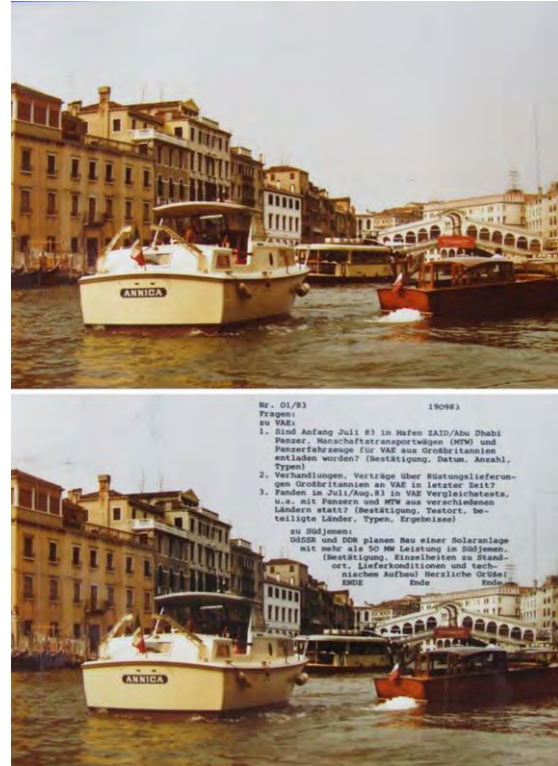 ANNICA
Nr. 01/83 190983
Fragen:
zu VAE:
1. Sind Anfang Juli 83 im Hafen ZAID/Abu Dhabi
Panzer, Manschaftstransportwägen (MTW) und
Panzerfahrzeuge für VAE aus Großbritannien
entladen worden? (Bestätigung, Datum, Anzahl,
Typen)
2. Verhandlungen, Verträge über Rüstungslieferun-
gen Großbritannien an VAE in letzter Zeit?
3. Fanden im Juli/Aug.83 in VAE Vergleichstests,
u.a. mit Panzern und MTW aus verschiedenen
Ländern statt? (Bestätigung, Testort, be-
teiligte Länder, Typen, Ergebnisse)
zu Südjemen:
UdSSR und DDR planen Bau einer Solaranlage
mit mehr als 50 MW Leistung im Südjemen.
(Bestätigung, Einzelheiten zu Stand-
ort, Lieferkonditionen und tech-
nischem Aufbau) Herzliche Grüße!
ENDE Ende Ende
ANNICA